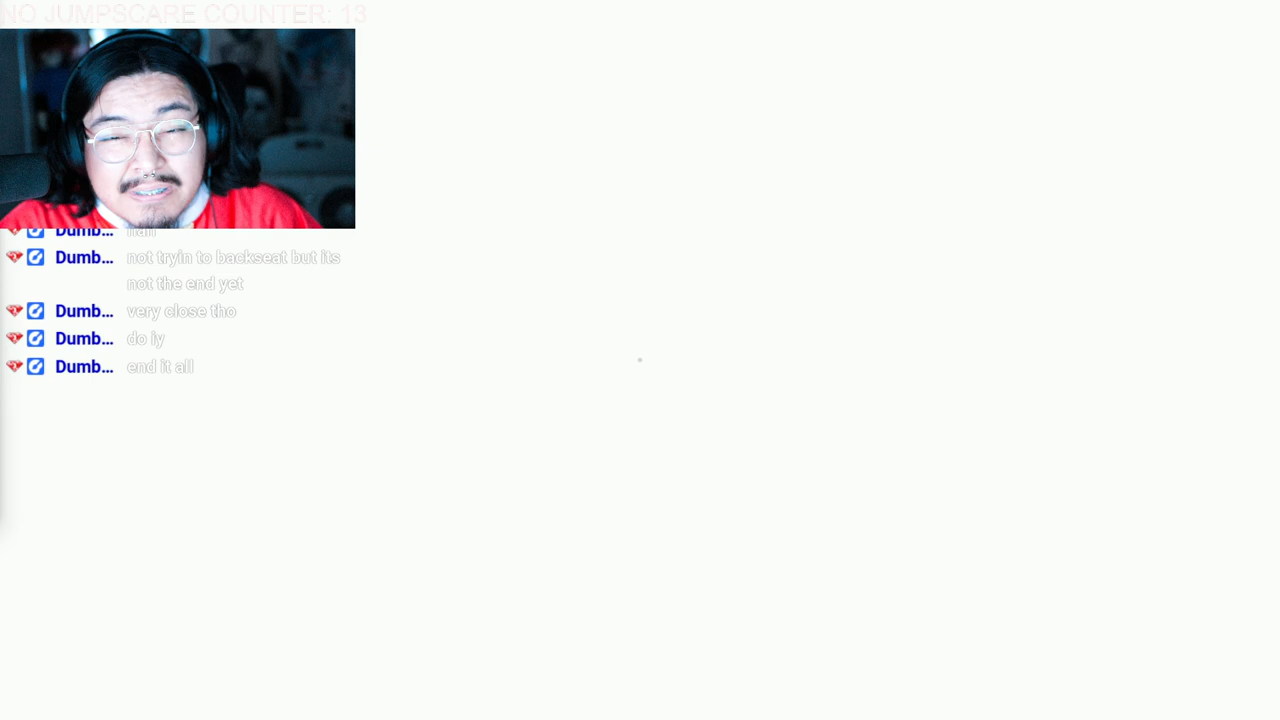 NO JUMPSCARE COUNTER: 13
Dumb... nah
Dumb... not tryin to backseat but its
not the end yet
Dumb... very close tho
Dumb... do iy
Dumb... end it all